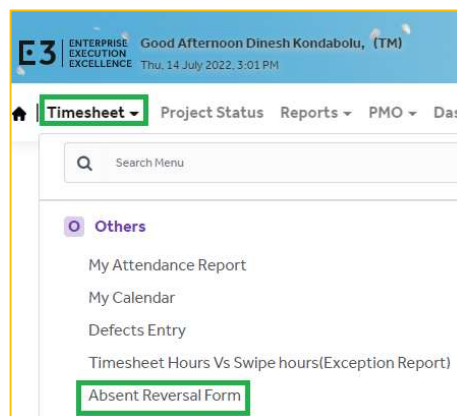 E3 ENTERPRISE EXECUTION EXCELLENCE
Good Afternoon Dinesh Kondabolu, (TM)
Thu, 14 July 2022, 3:01 PM
Timesheet Project Status Reports PMO Das
Search Menu
O Others
My Attendance Report
My Calendar
Defects Entry
Timesheet Hours Vs Swipe hours(Exception Report)
Absent Reversal Form